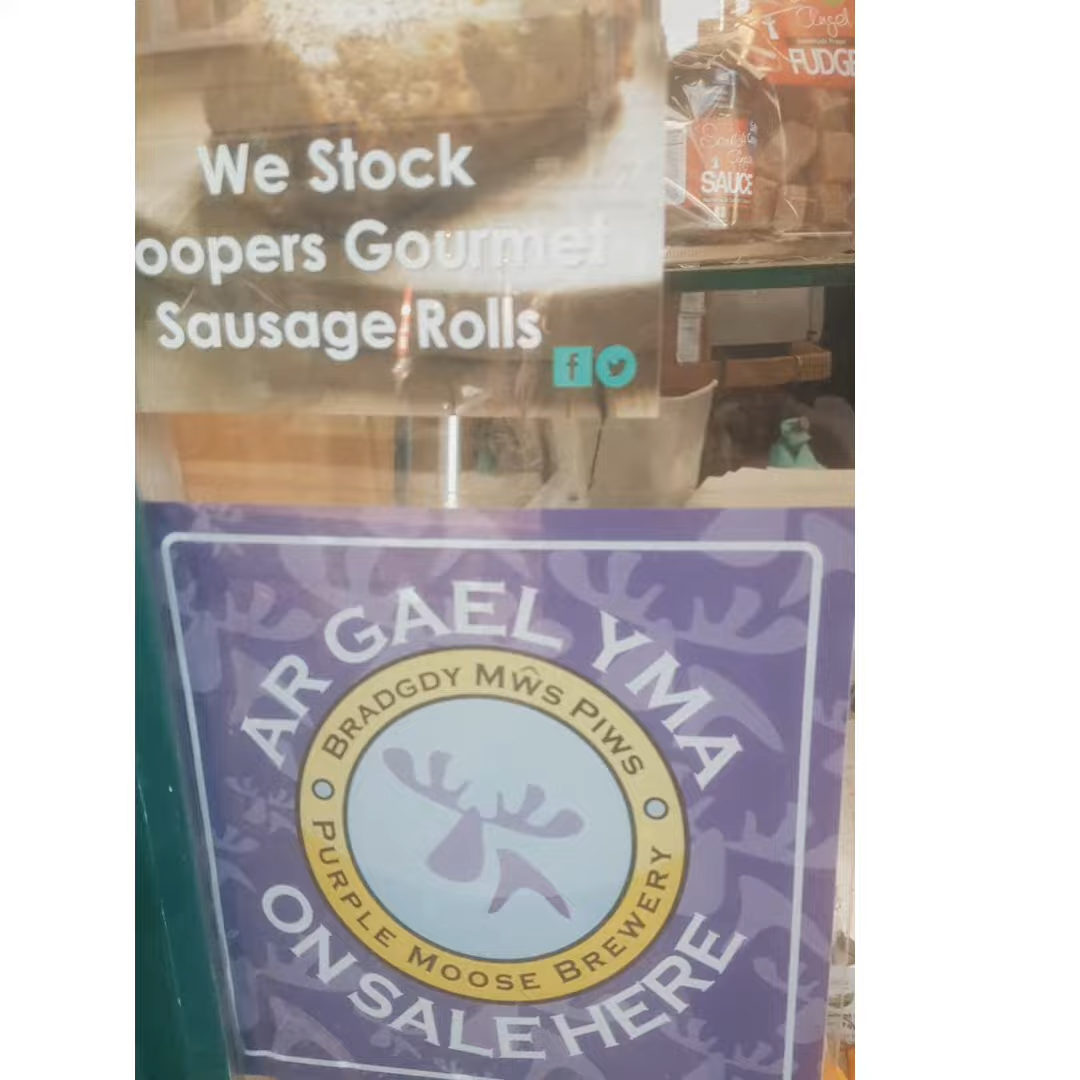 We Stock
oopers Gourmet
Sausage Rolls
Angel
FUDGE
SAUCE
AR GAEL YMA
BRADGDY MŴS PIWS
PURPLE MOOSE BREWERY
ON SALE HERE